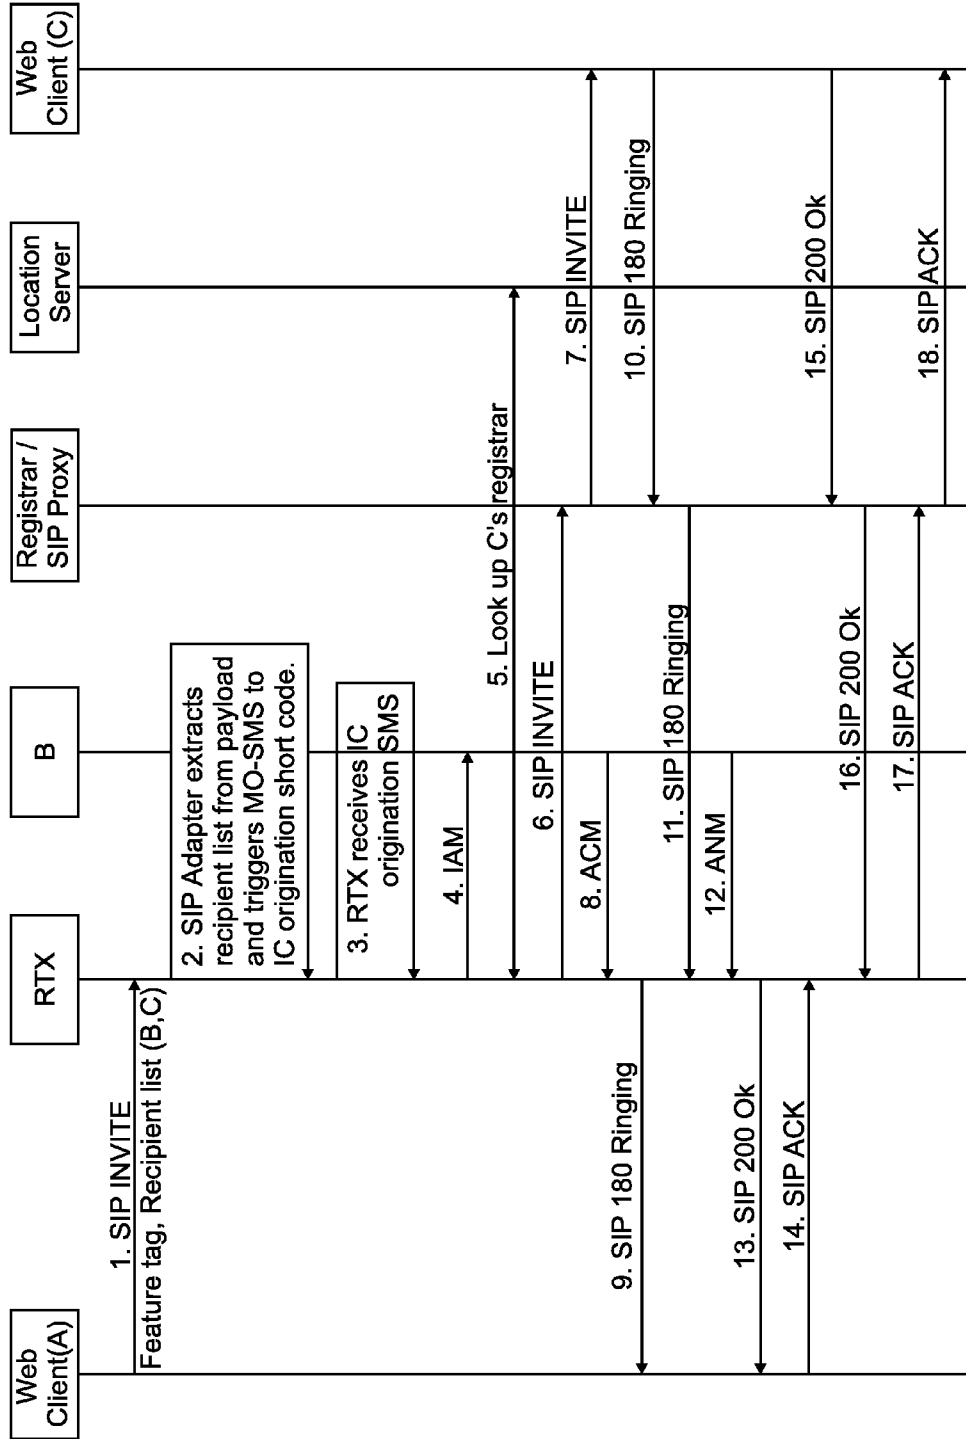 Web
Client(A)
RTX
B
Registrar /
SIP Proxy
Location
Server
Web
Client (C)
1. SIP INVITE
Feature tag, Recipient list (B,C)
2. SIP Adapter extracts
recipient list from payload
and triggers MO-SMS to
IC origination short code.
3. RTX receives IC
origination SMS
4. IAM
5. Look up C's registrar
6. SIP INVITE
7. SIP INVITE
8. ACM
9. SIP 180 Ringing
10. SIP 180 Ringing
11. SIP 180 Ringing
12. ANM
13. SIP 200 Ok
14. SIP ACK
15. SIP 200 Ok
16. SIP 200 Ok
17. SIP ACK
18. SIP ACK